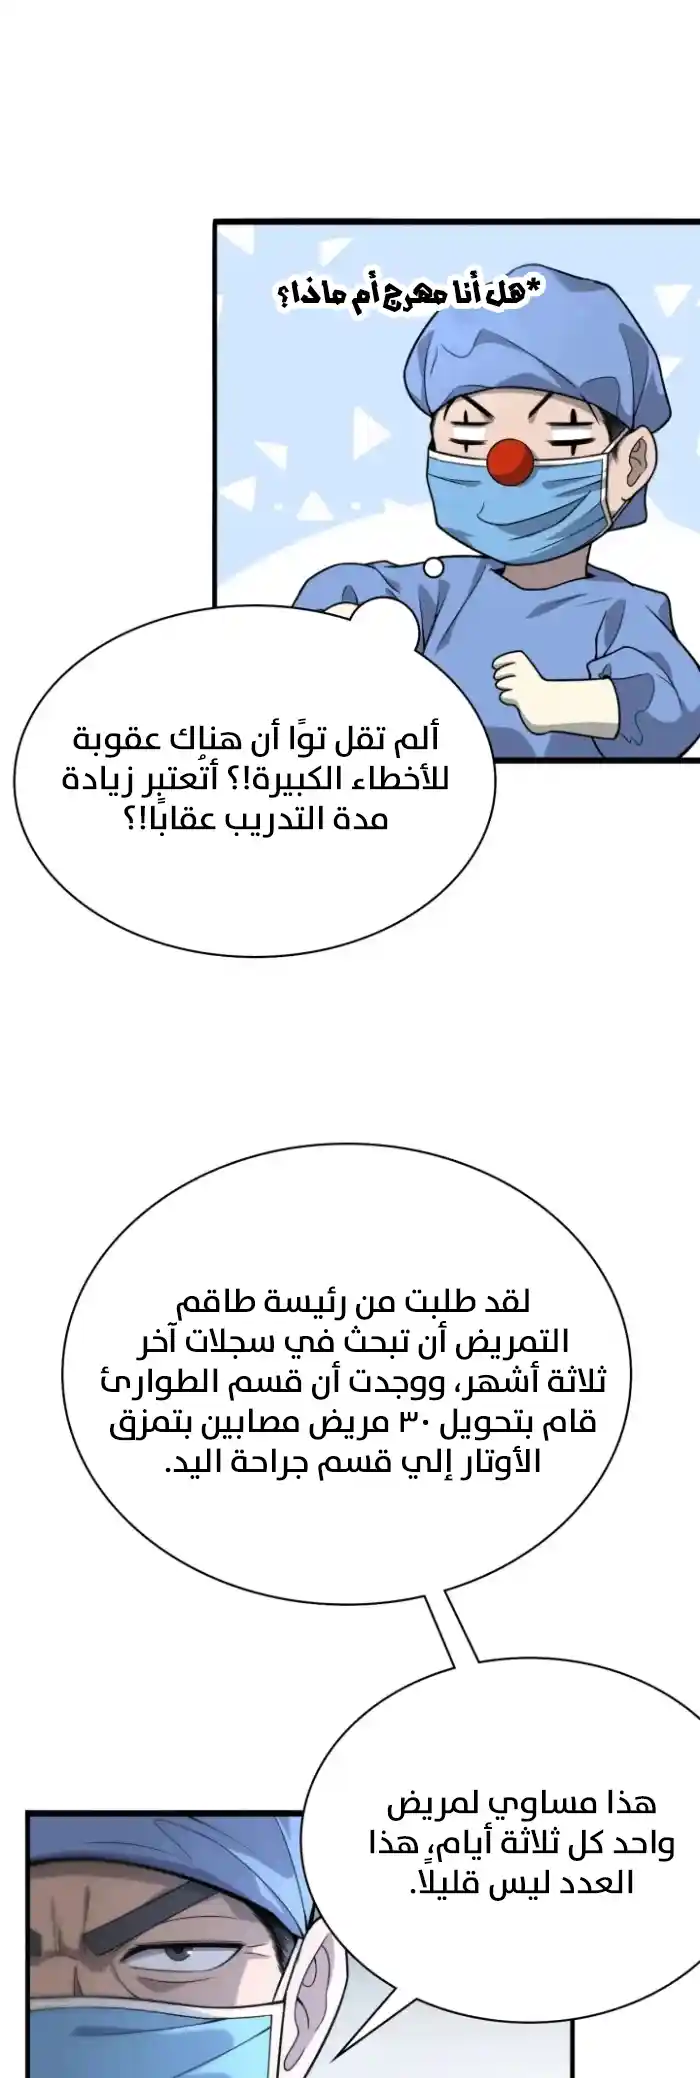 *هل أنا مهرج أم ماذا؟
ألم تقل توًا أن هناك عقوبة
للأخطاء الكبيرة!؟ أتُعتبر زيادة
مدة التدريب عقابًا!؟
لقد طلبت من رئيسة طاقم
التمريض أن تبحث في سجلات آخر
ثلاثة أشهر، ووجدت أن قسم الطوارئ
قام بتحويل ٣٠ مريض مصابين بتمزق
الأوتار إلي قسم جراحة اليد.
هذا مساوي لمريض
واحد كل ثلاثة أيام، هذا
العدد ليس قليلاً.